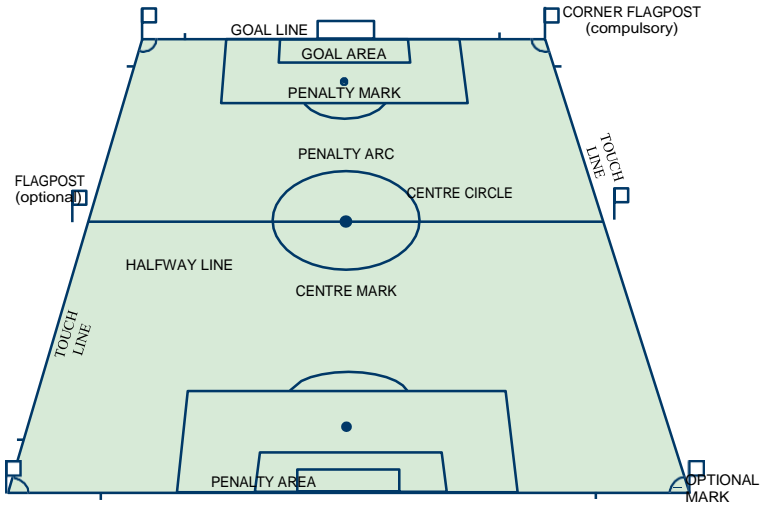 GOAL LINE
CORNER FLAGPOST
(compulsory)
GOAL AREA
PENALTY MARK
PENALTY ARC
TOUCH
LINE
FLAGPOST
(optional)
CENTRE CIRCLE
HALFWAY LINE
CENTRE MARK
TOUCH
LINE
PENALTY AREA
OPTIONAL
MARK